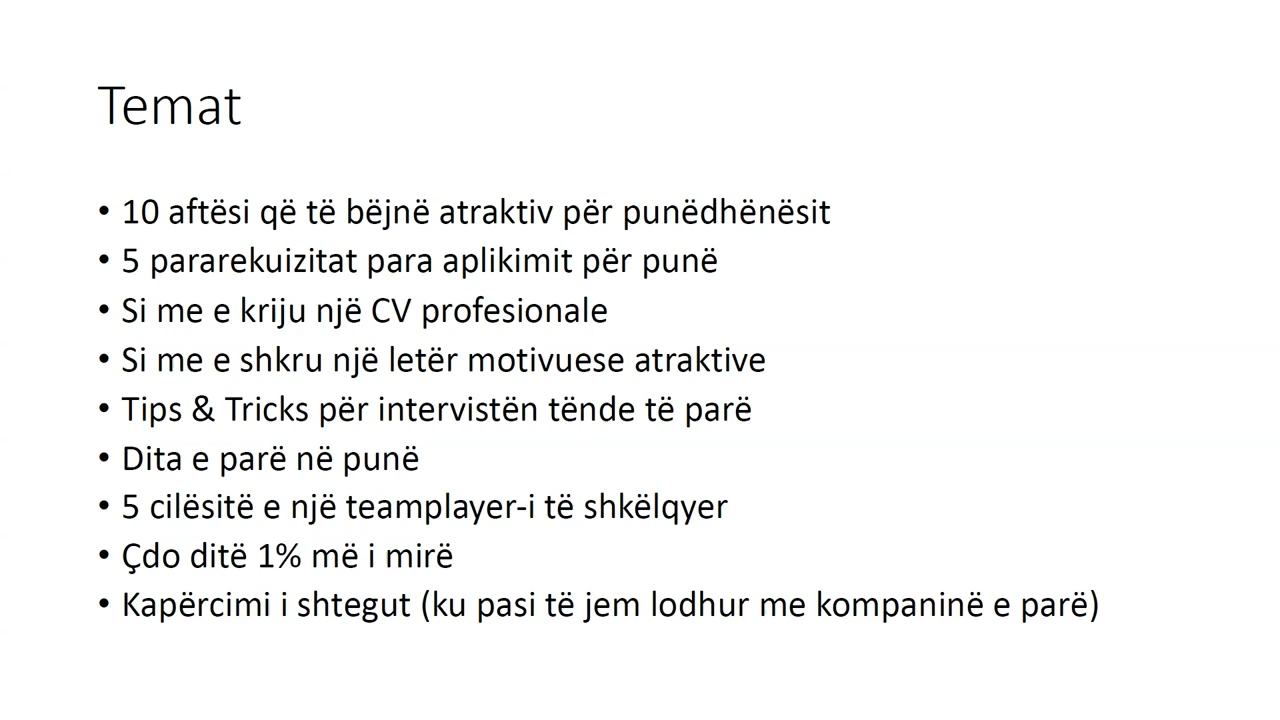 Temat
• 10 aftësi që të bëjnë atraktiv për punëdhënësit
• 5 pararekuizitat para aplikimit për punë
• Si me e kriju një CV profesionale
• Si me e shkru një letër motivuese atraktive
• Tips & Tricks për intervistën tënde të parë
• Dita e parë në punë
• 5 cilësitë e një teamplayer-i të shkëlqyer
• Çdo ditë 1% më i mirë
• Kapërcimi i shtegut (ku pasi të jem lodhur me kompaninë e parë)